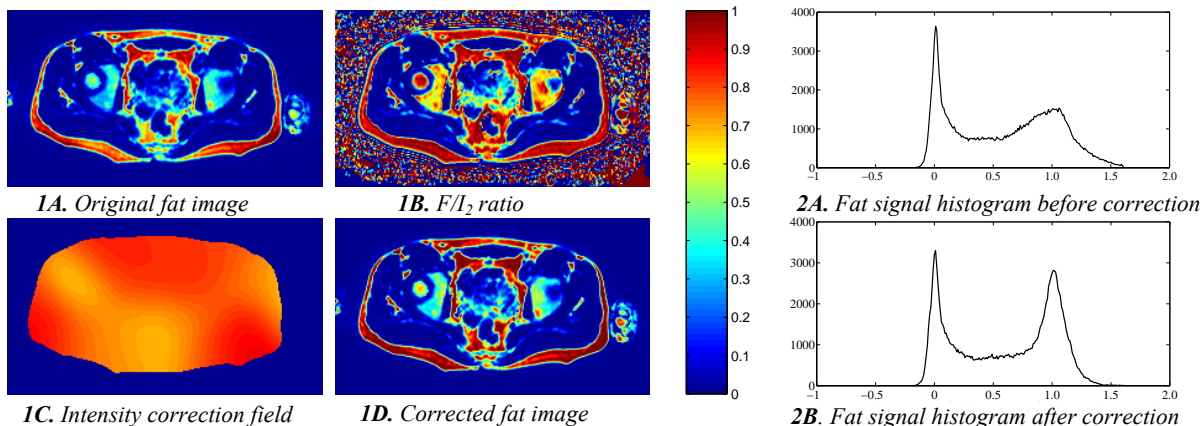 1A. Original fat image
1B. F/I₂ ratio
1C. Intensity correction field
1D. Corrected fat image
1
0.9
0.8
0.7
0.6
0.5
0.4
0.3
0.2
0.1
0
4000
3000
2000
1000
0
−1 −0.5 0 0.5 1.0 1.5 2.0
2A. Fat signal histogram before correction
4000
3000
2000
1000
0
−1 −0.5 0 0.5 1.0 1.5 2.0
2B. Fat signal histogram after correction